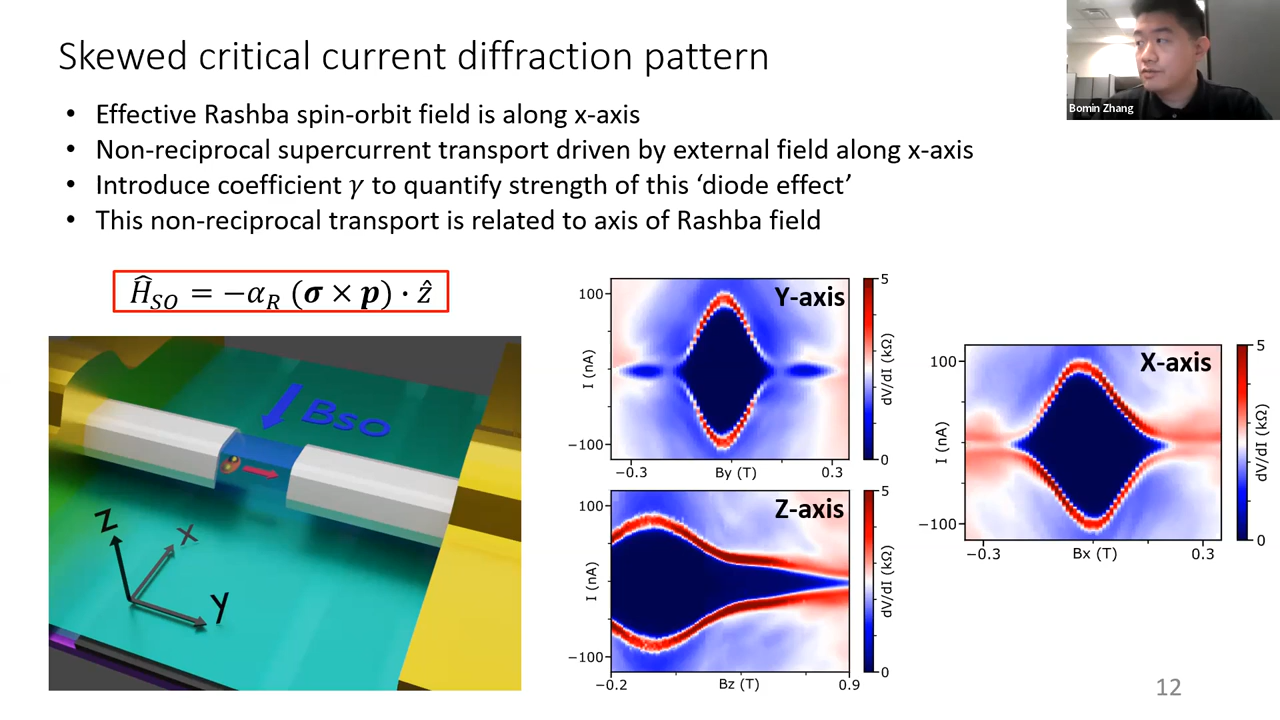 Skewed critical current diffraction pattern
Bomin Zhang
• Effective Rashba spin-orbit field is along x-axis
• Non-reciprocal supercurrent transport driven by external field along x-axis
• Introduce coefficient γ to quantify strength of this ‘diode effect’
• This non-reciprocal transport is related to axis of Rashba field
Ĥ_SO = −α_R (σ × p) · ẑ
BSO
Z
X
Y
Y-axis
100
−100
I (nA)
−0.3
By (T)
0.3
5
0
dV/dI (kΩ)
Z-axis
100
−100
I (nA)
−0.2
Bz (T)
0.9
5
0
dV/dI (kΩ)
X-axis
100
−100
I (nA)
−0.3
Bx (T)
0.3
5
0
dV/dI (kΩ)
12